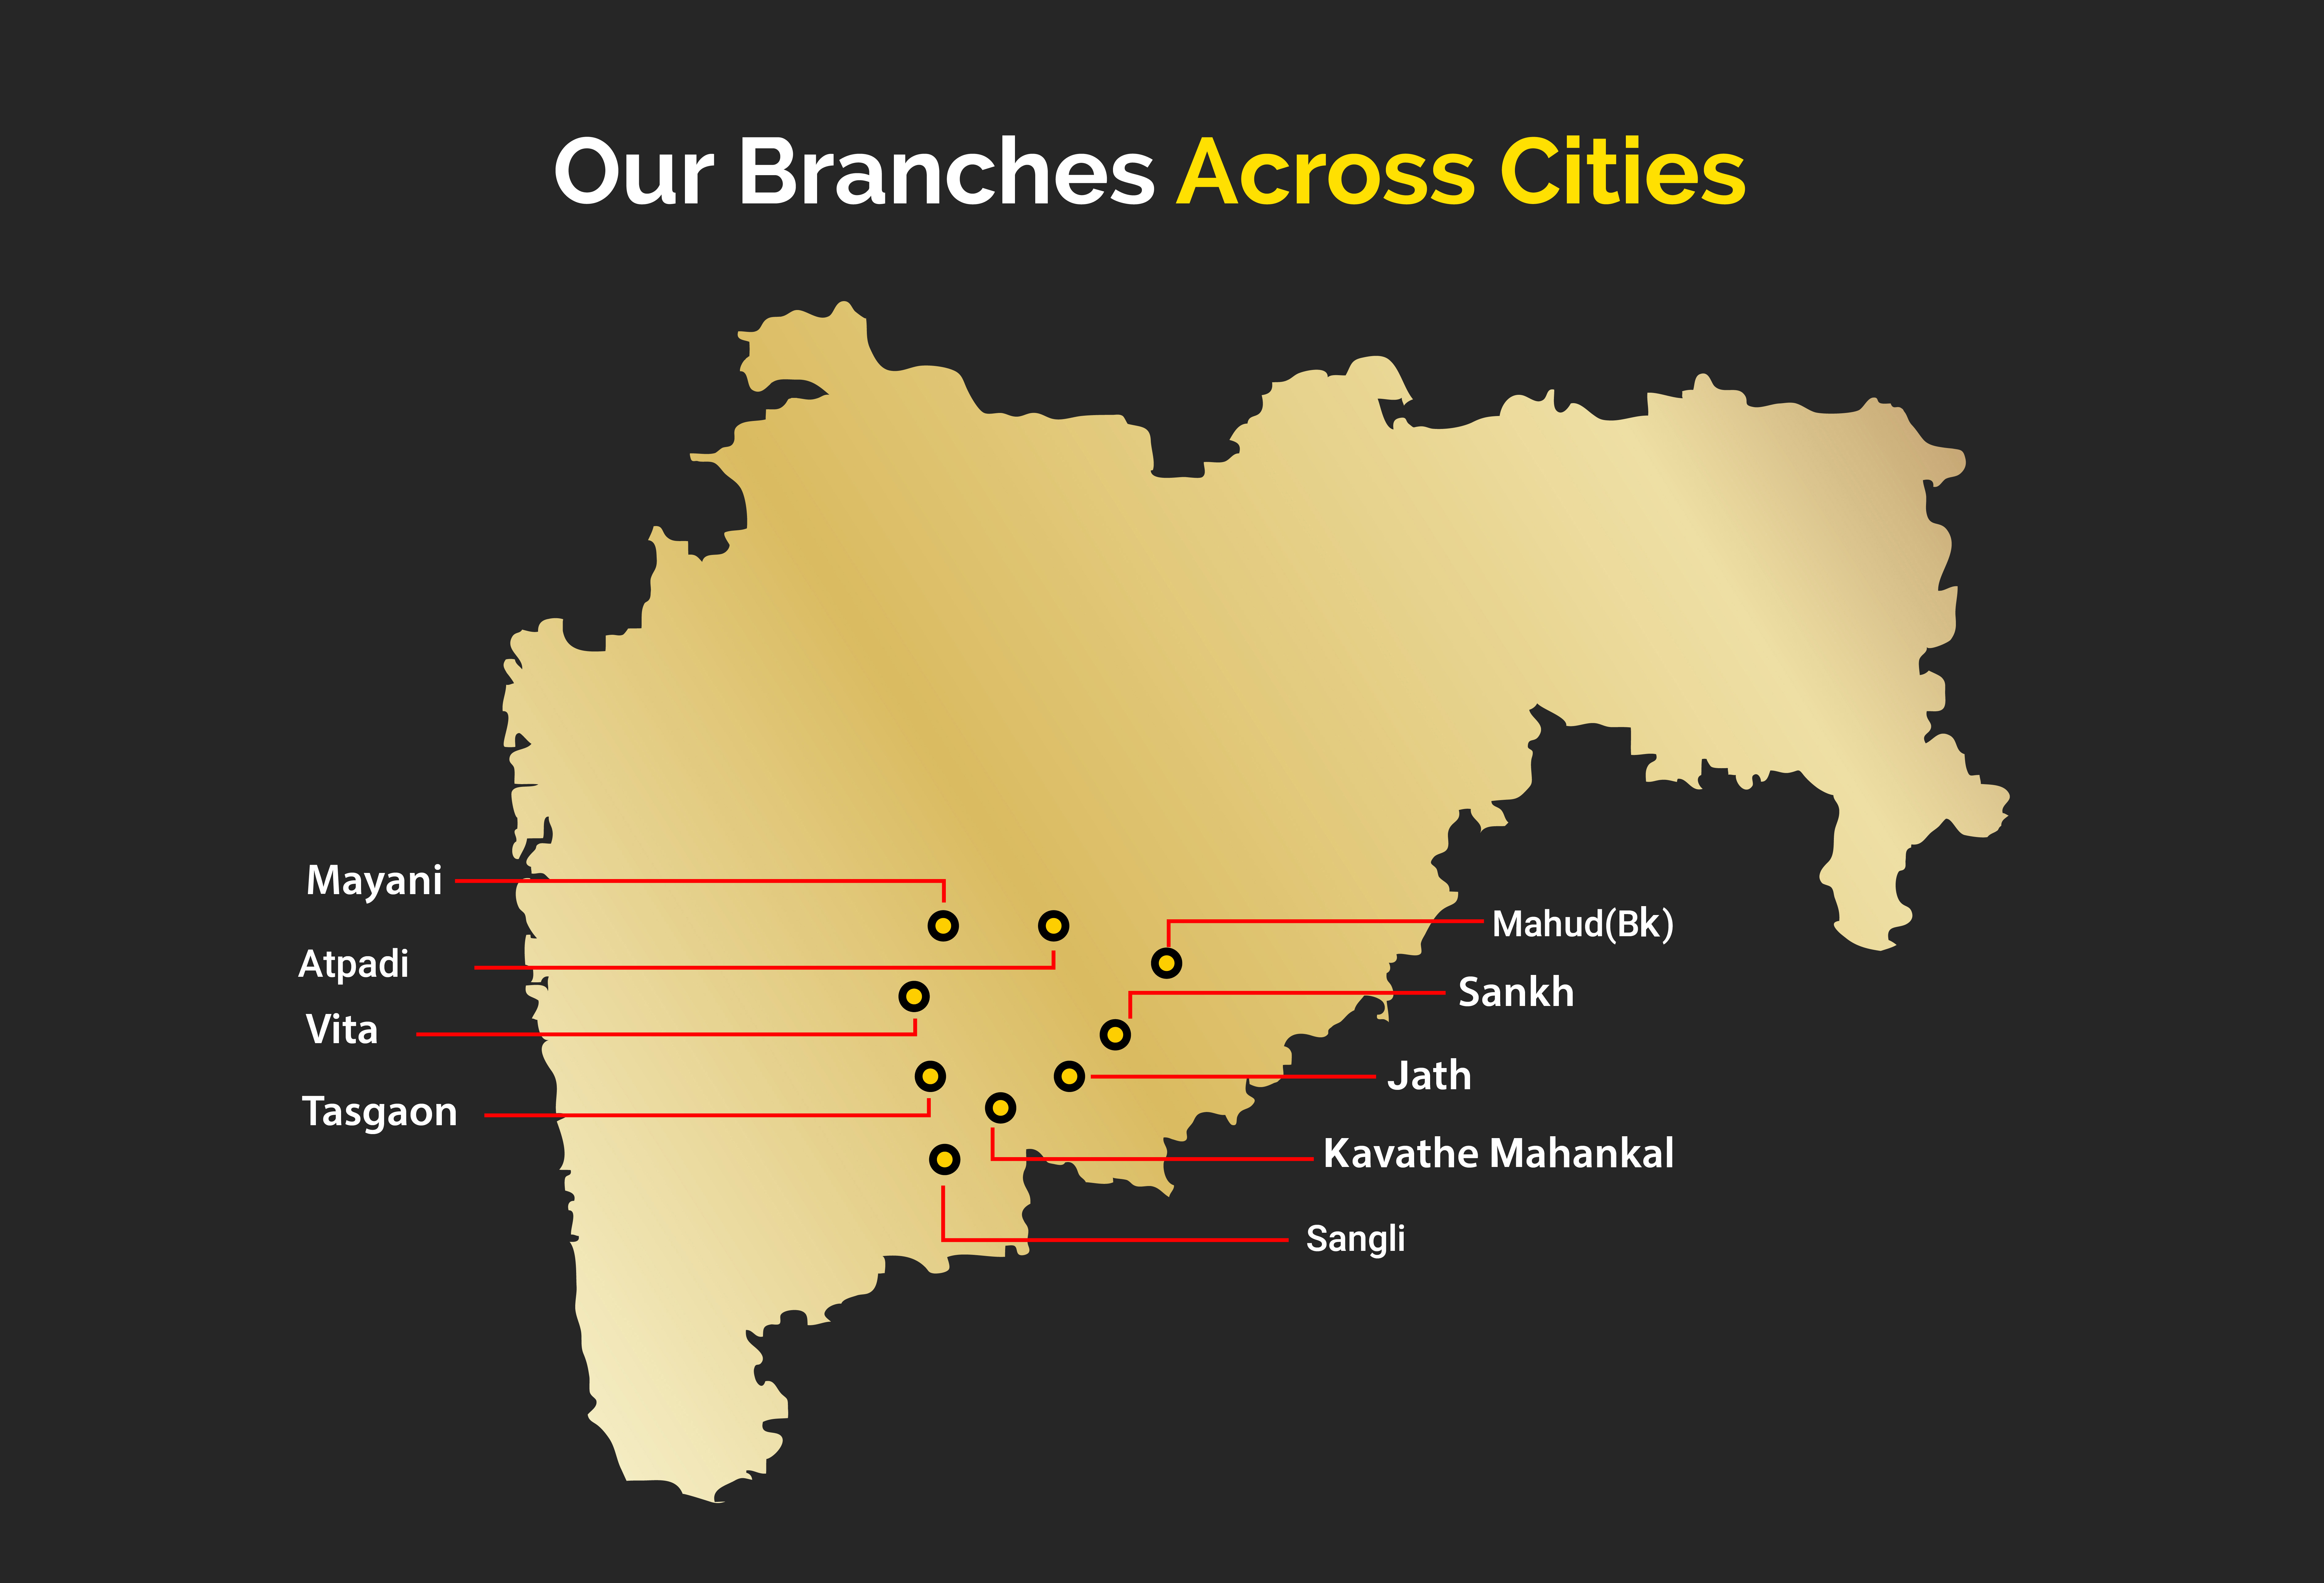 Our Branches Across Cities
Mayani
Atpadi
Vita
Tasgaon
Mahud(Bk)
Sankh
Jath
Kavathe Mahankal
Sangli